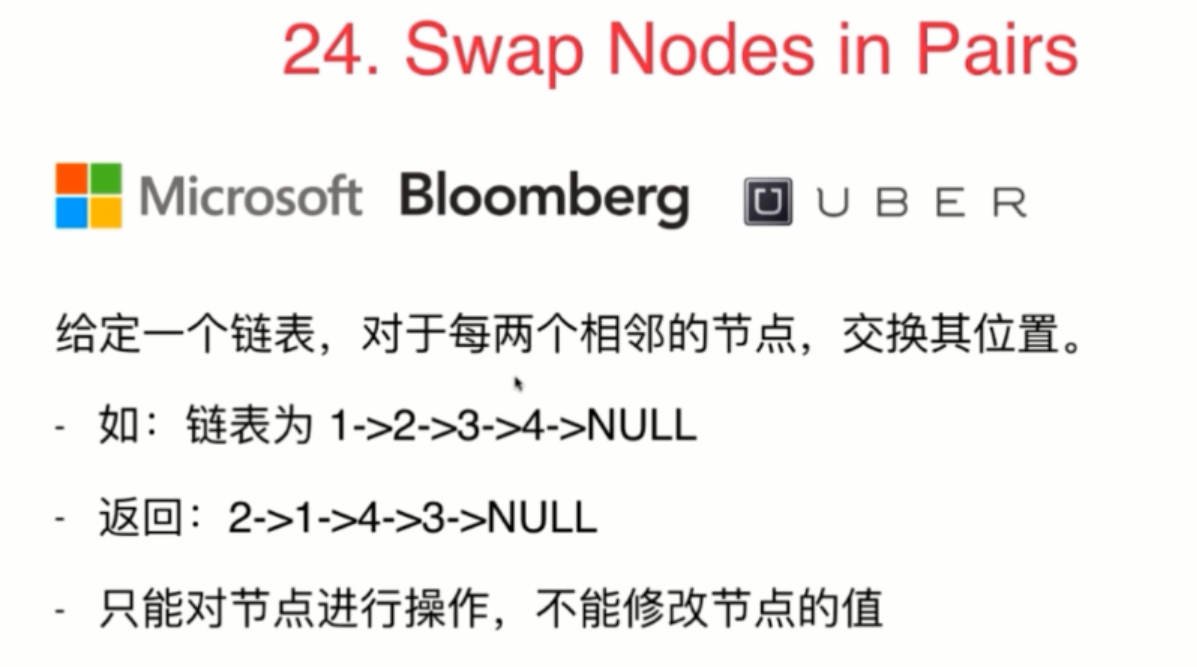 24. Swap Nodes in Pairs
Microsoft Bloomberg UBER
给定一个链表，对于每两个相邻的节点，交换其位置。
- 如：链表为 1->2->3->4->NULL
- 返回：2->1->4->3->NULL
- 只能对节点进行操作，不能修改节点的值